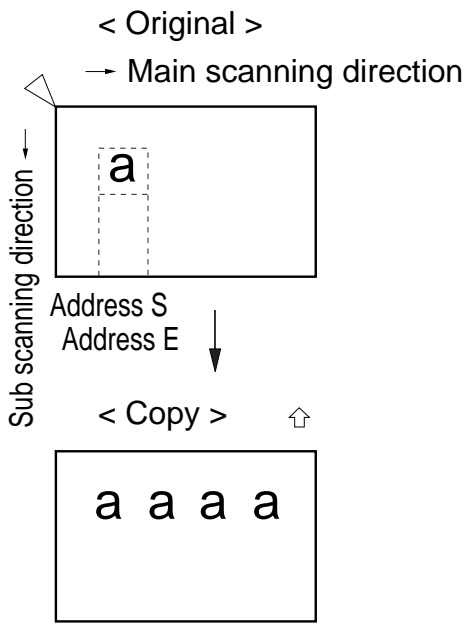 < Original >
→ Main scanning direction
Sub scanning direction →
a
Address S
Address E
< Copy >
a a a a